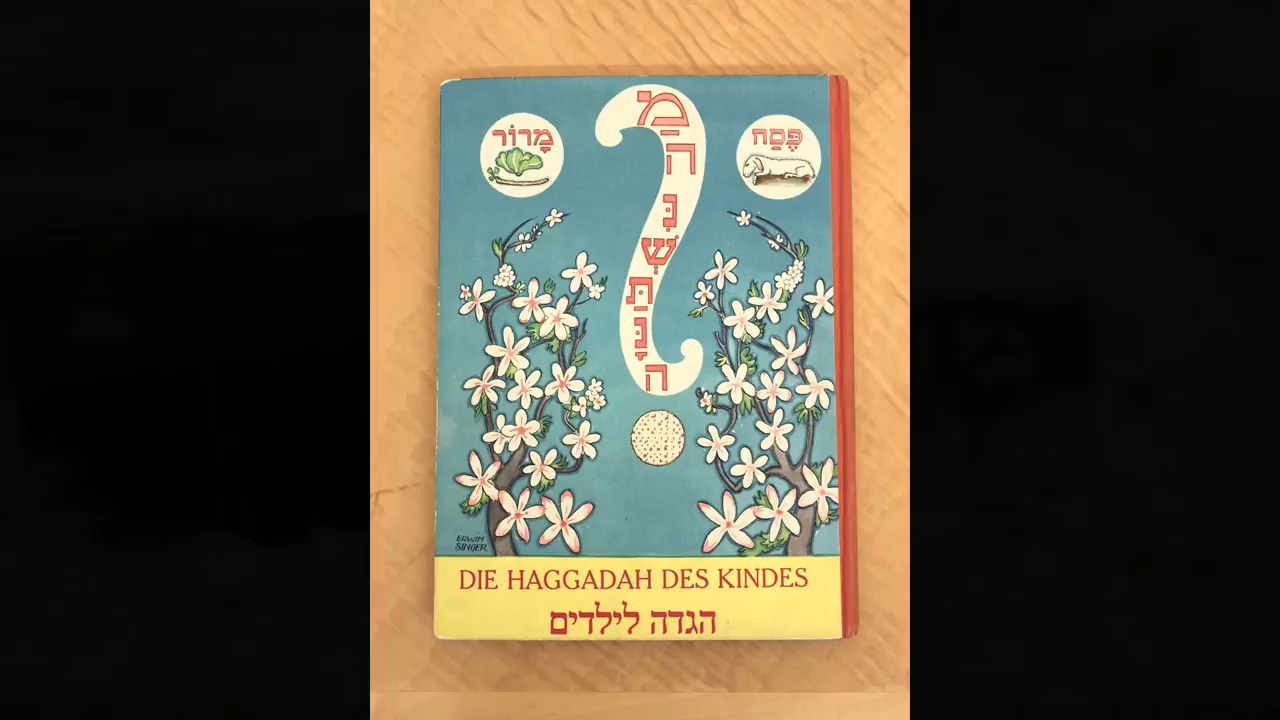 פֶּסַח
מָרוֹר
מַה נִּשְׁתַּנָּה
ERWIN
SINGER
DIE HAGGADAH DES KINDES
הגדה לילדים